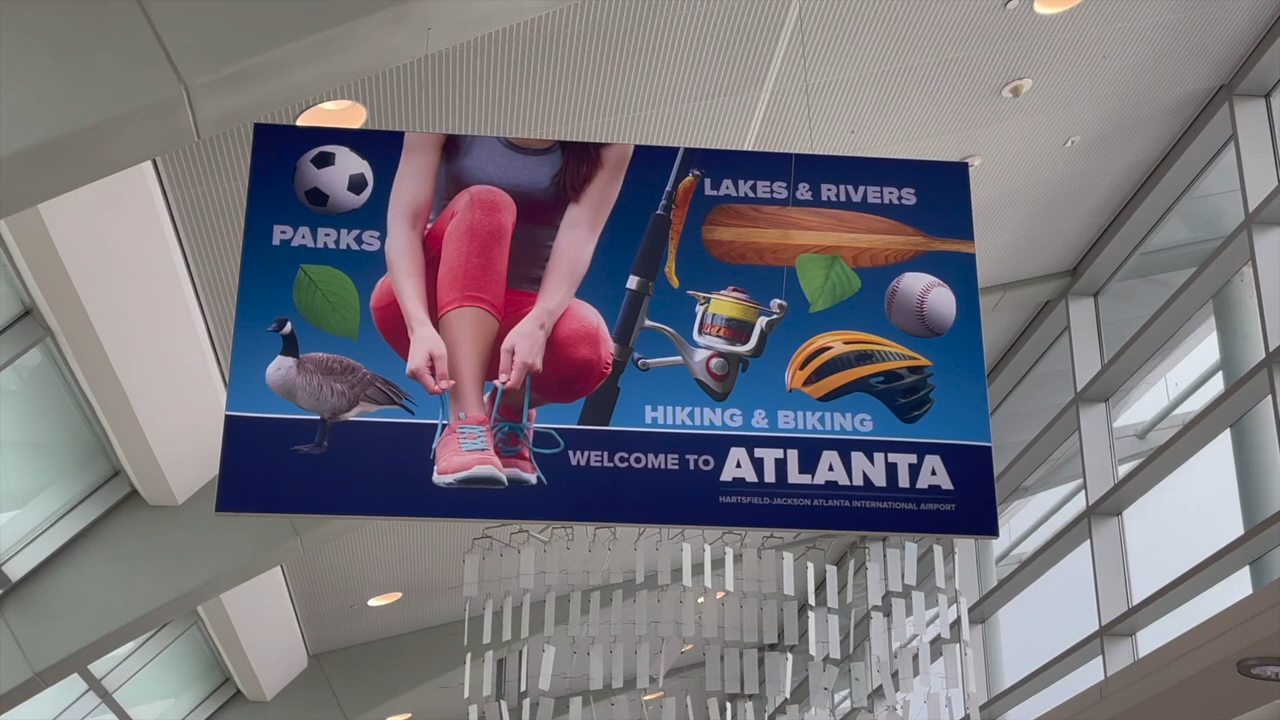 PARKS
LAKES & RIVERS
HIKING & BIKING
WELCOME TO ATLANTA
HARTSFIELD-JACKSON ATLANTA INTERNATIONAL AIRPORT